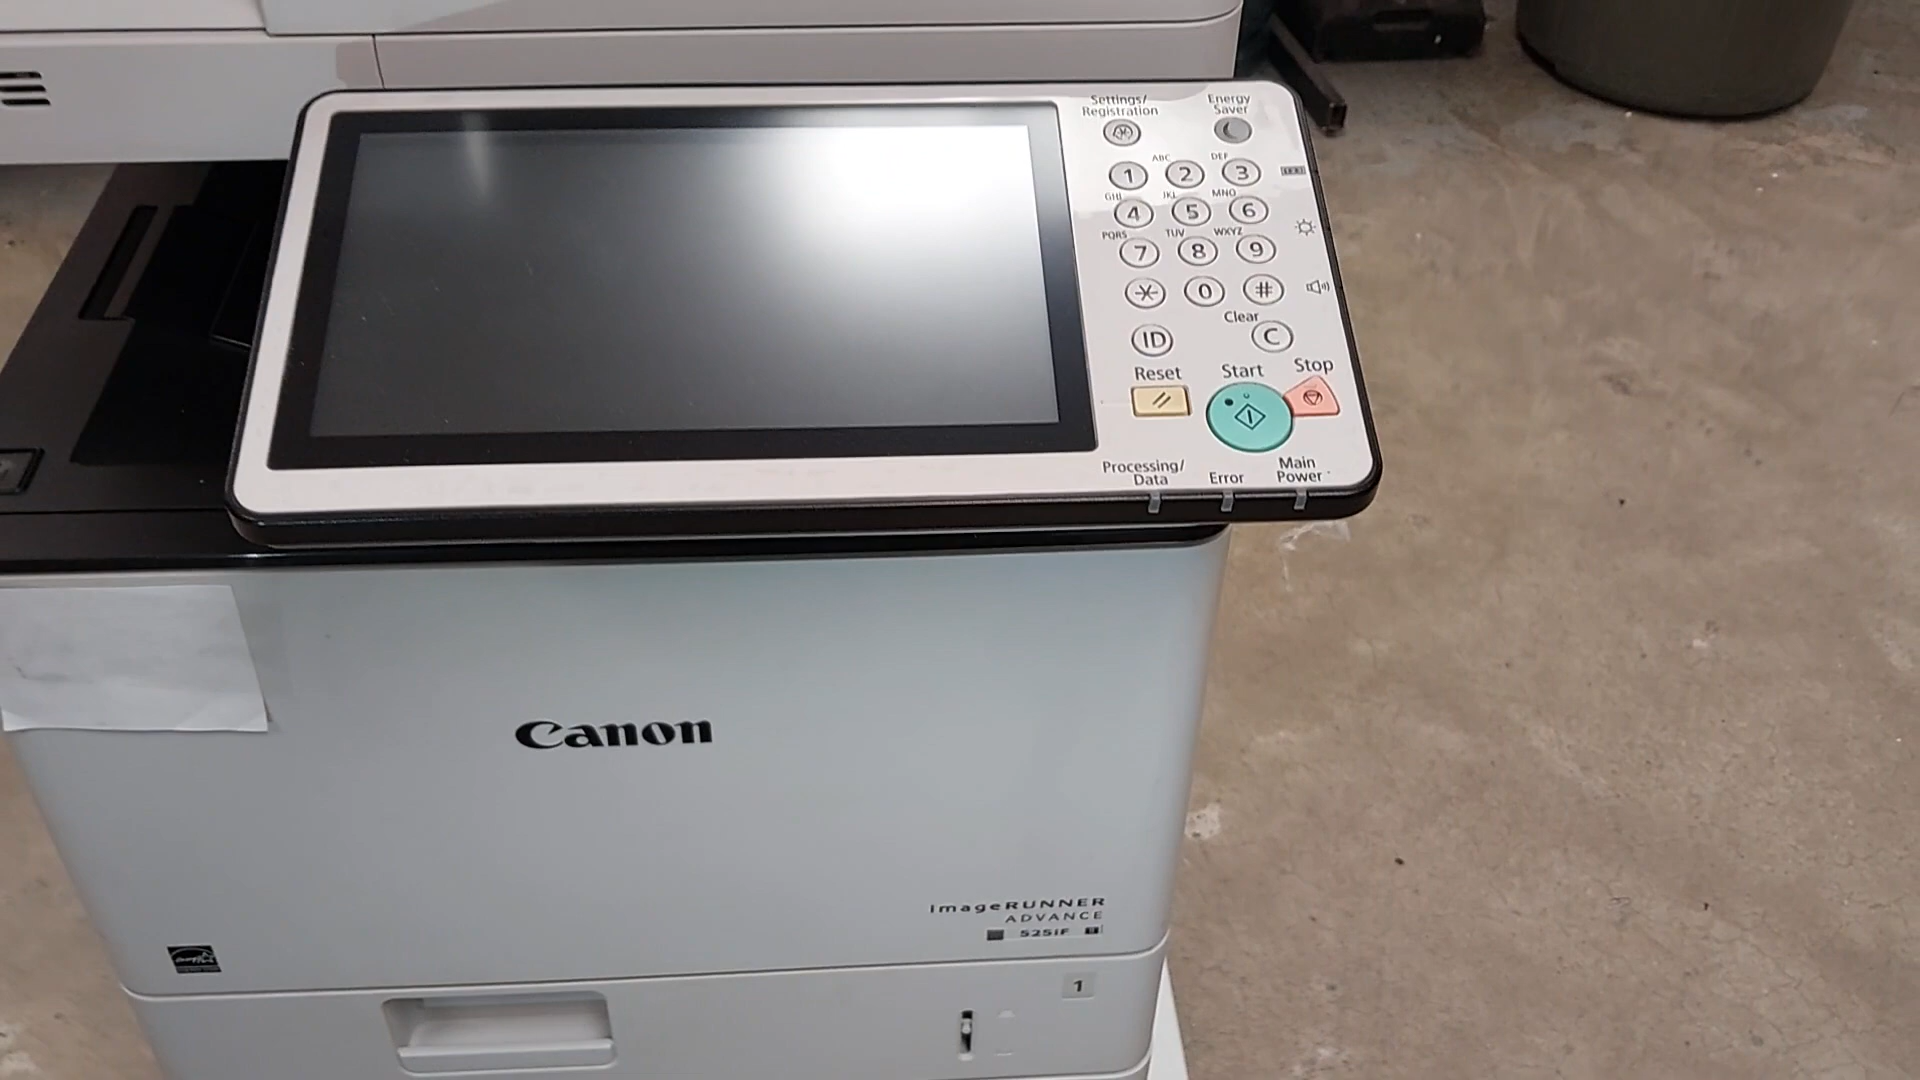 Settings/
Registration
Energy
Saver
ABC DEF
1 2 3
GHI JKL MNO
4 5 6
PQRS TUV WXYZ
7 8 9
* 0 #
Clear
ID C
Reset Start Stop
Processing/
Data
Error
Main
Power
Canon
imageRUNNER
ADVANCE
525iF
1